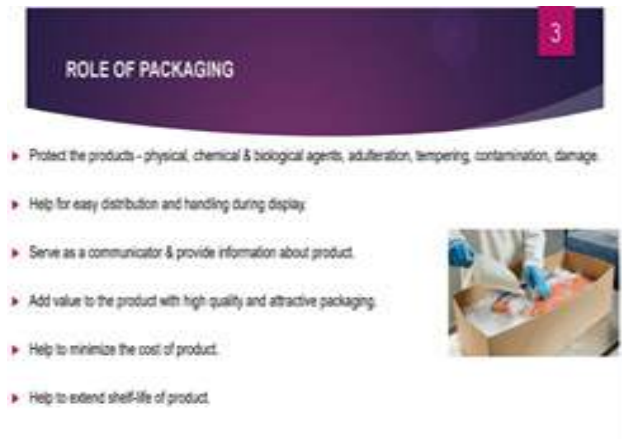 3
ROLE OF PACKAGING
Protect the products - physical, chemical & biological agents, adulteration, tempering, contamination, damage.
Help for easy distribution and handling during display.
Serve as a communicator & provide information about product.
Add value to the product with high quality and attractive packaging.
Help to minimize the cost of product.
Help to extend shelf-life of product.